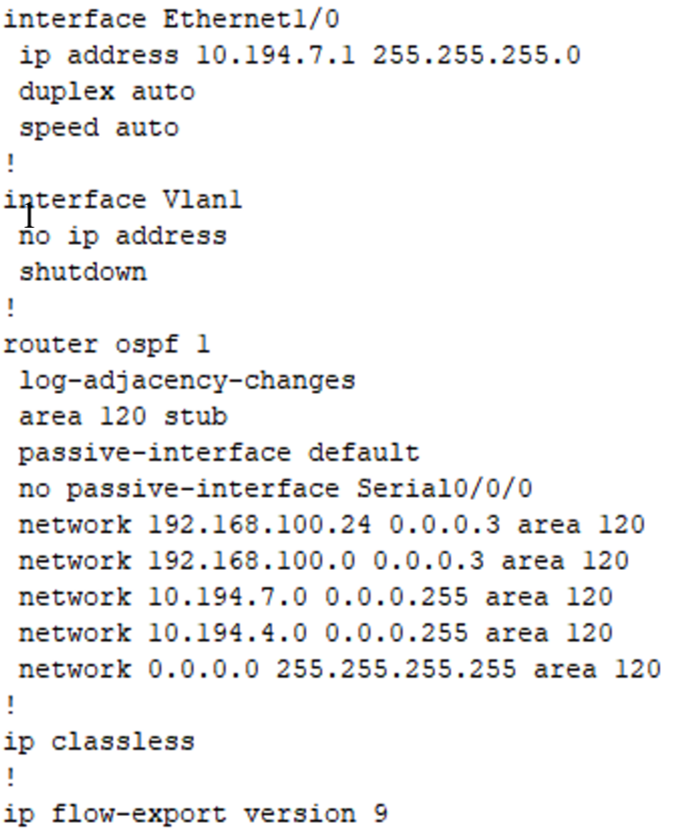 interface Ethernet1/0
ip address 10.194.7.1 255.255.255.0
duplex auto
speed auto
!
interface Vlan1
no ip address
shutdown
!
router ospf 1
log-adjacency-changes
area 120 stub
passive-interface default
no passive-interface Serial0/0/0
network 192.168.100.24 0.0.0.3 area 120
network 192.168.100.0 0.0.0.3 area 120
network 10.194.7.0 0.0.0.255 area 120
network 10.194.4.0 0.0.0.255 area 120
network 0.0.0.0 255.255.255.255 area 120
!
ip classless
!
ip flow-export version 9